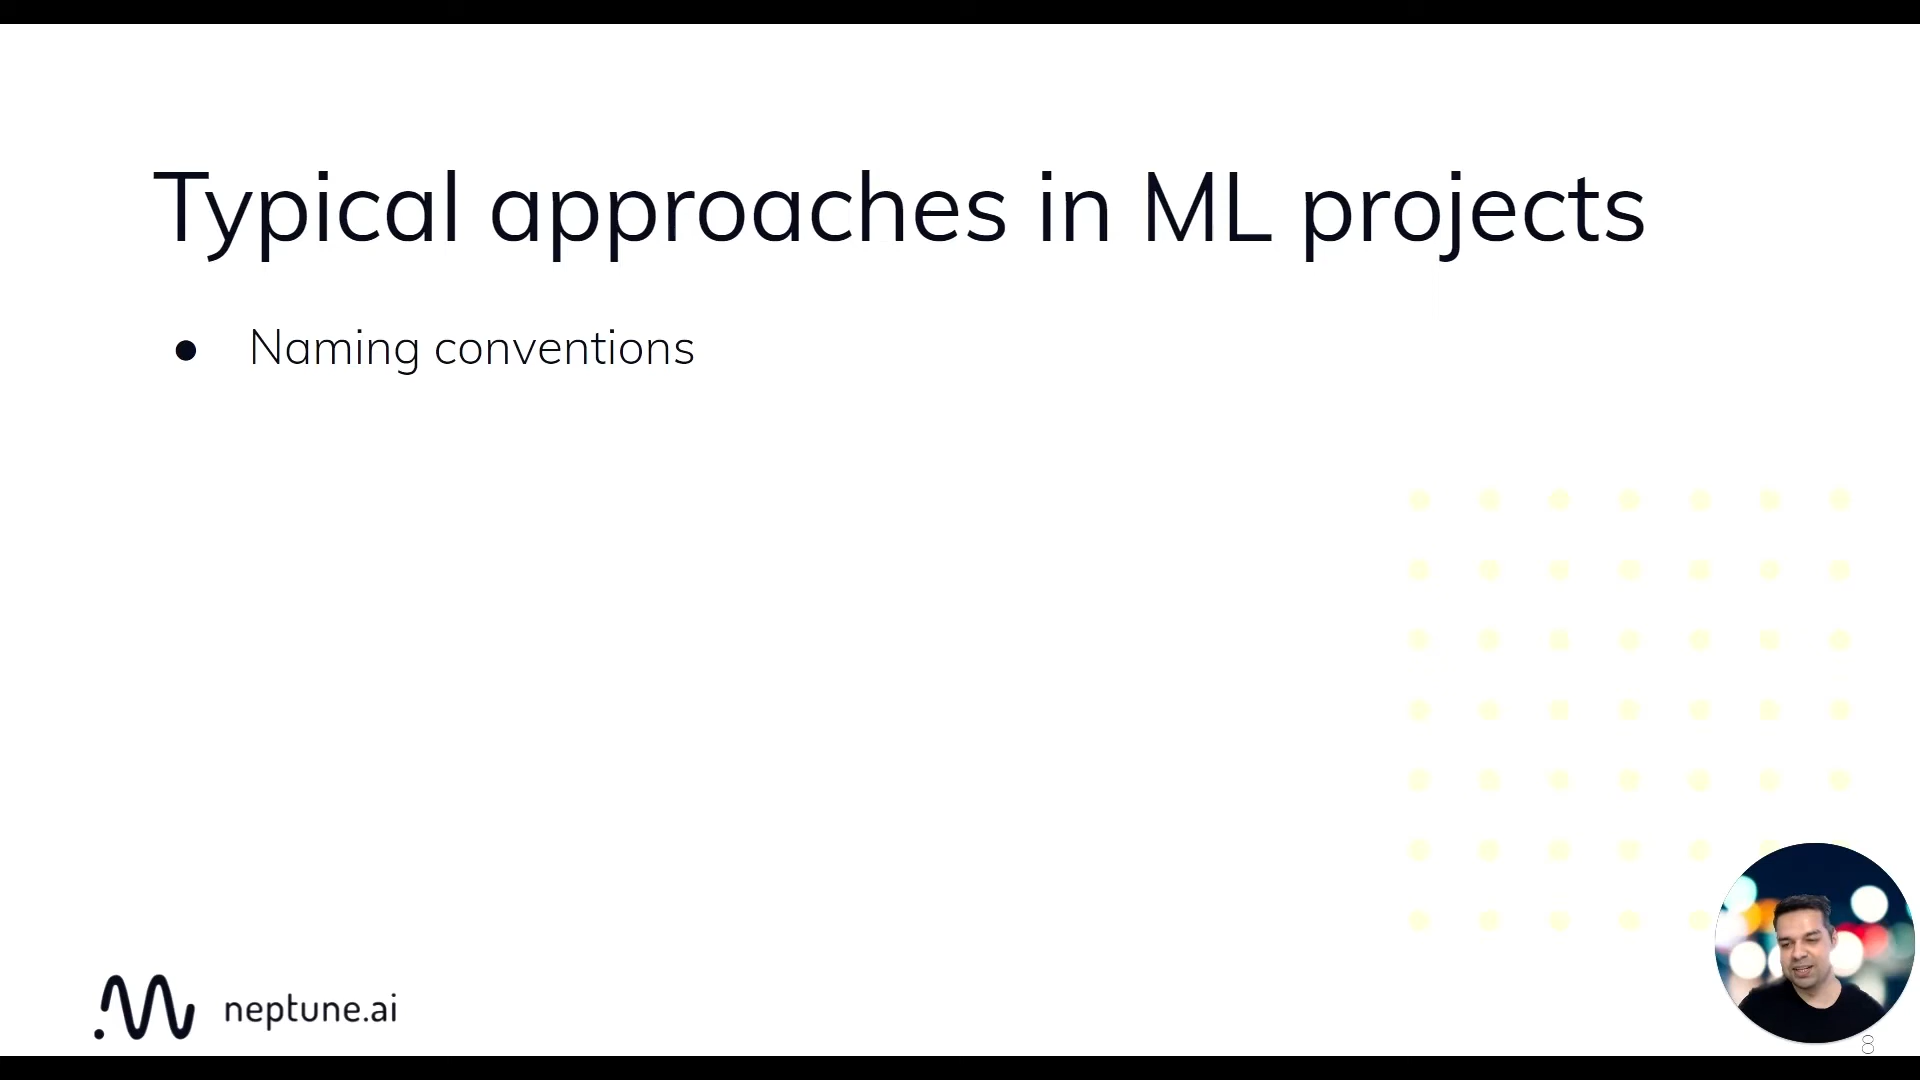 Typical approaches in ML projects
● Naming conventions
neptune.ai
8